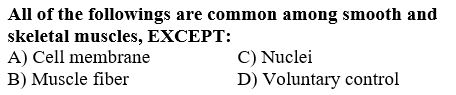 All of the followings are common among smooth and
skeletal muscles, EXCEPT:
A) Cell membrane C) Nuclei
B) Muscle fiber D) Voluntary control